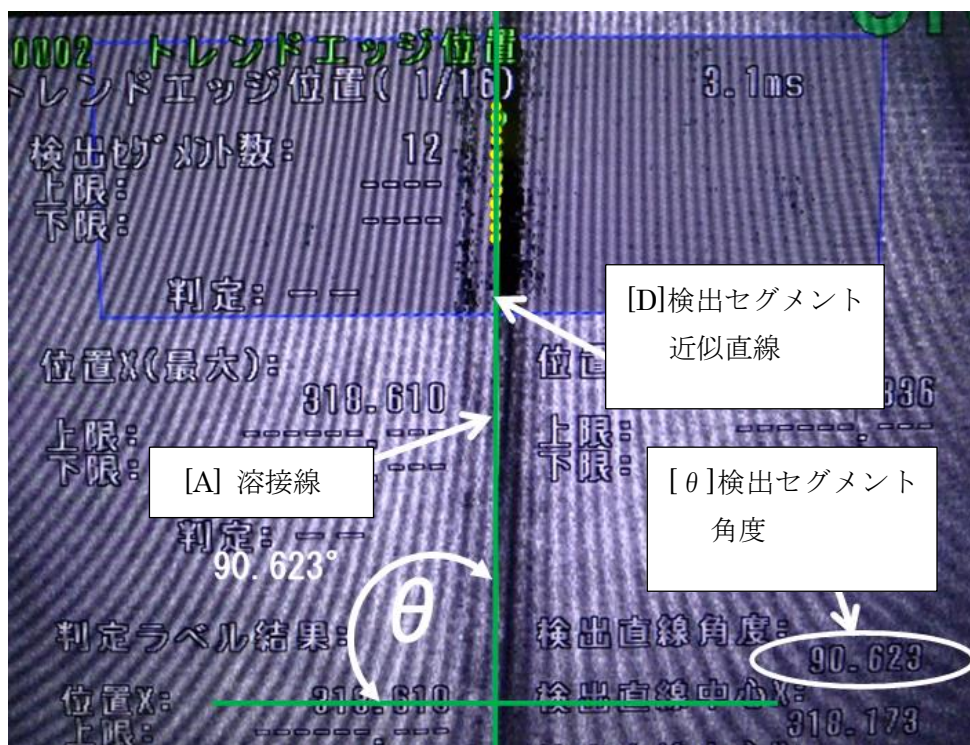 0002 トレンドエッジ位置
トレンドエッジ位置( 1/16)
3.1ms
検出セグメント数: 12
上限: ----
下限: ----
判定: --
[D]検出セグメント
近似直線
位置X(最大):
318.610
位置
336
上限: ------.---
下限: ---
上限: ------.---
下限:
[A] 溶接線
[θ]検出セグメント
角度
判定: --
90.623°
θ
判定ラベル結果:
検出直線角度:
90.623
位置X: 318.610
検出直線中心X:
318.173
上限: ------.---